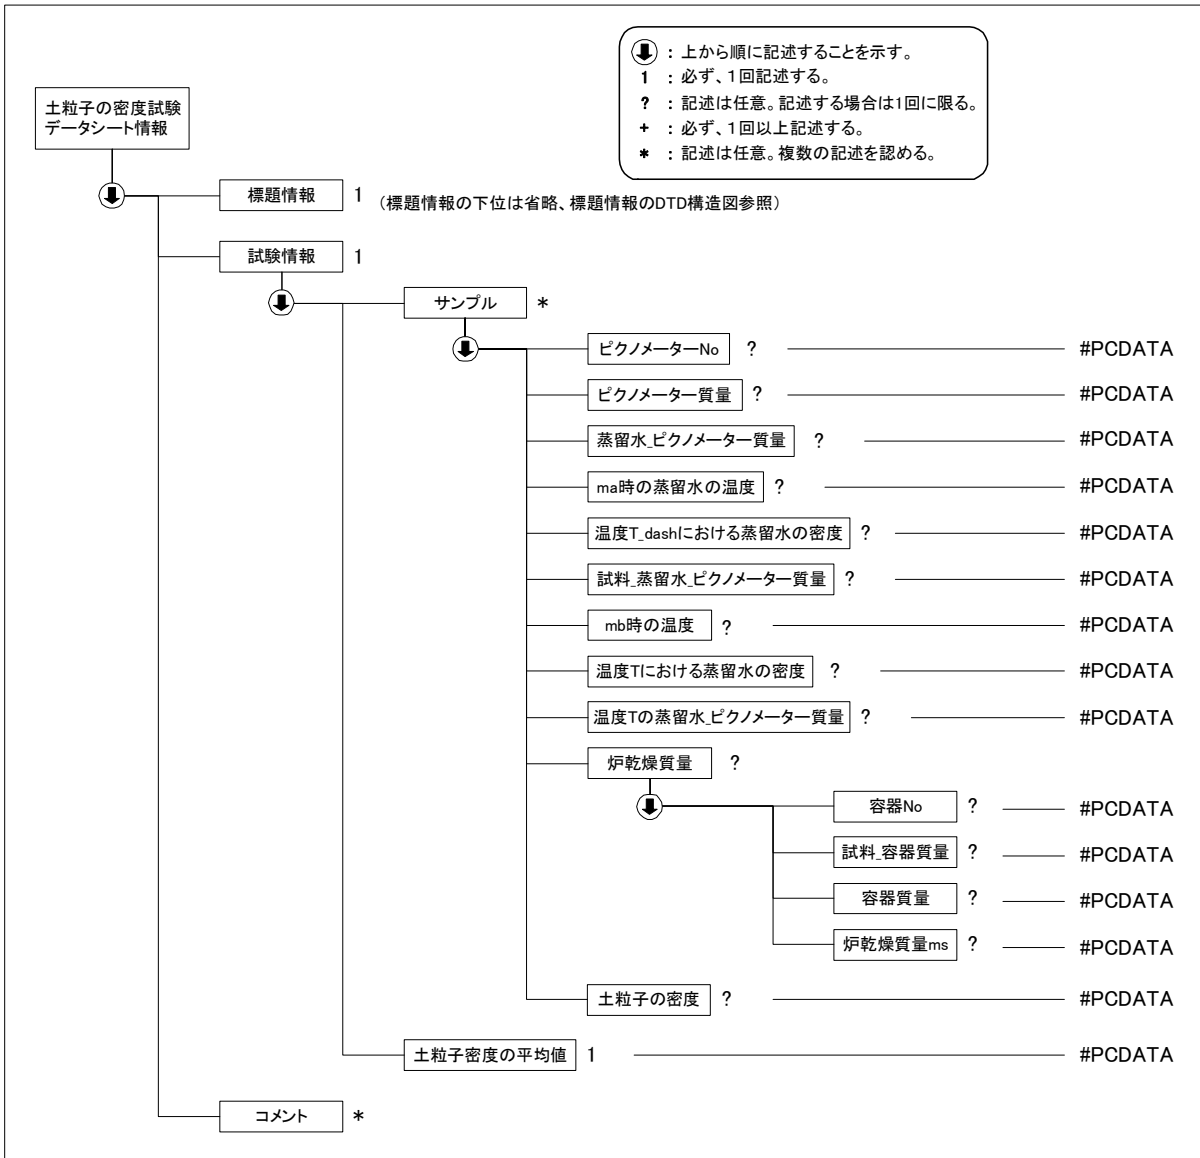 ：上から順に記述することを示す。
1 ：必ず、1回記述する。
? ：記述は任意。記述する場合は1回に限る。
+ ：必ず、1回以上記述する。
* ：記述は任意。複数の記述を認める。
土粒子の密度試験
データシート情報
標題情報 1 （標題情報の下位は省略、標題情報のDTD構造図参照）
試験情報 1
サンプル *
ピクノメーターNo ? #PCDATA
ピクノメーター質量 ? #PCDATA
蒸留水_ピクノメーター質量 ? #PCDATA
ma時の蒸留水の温度 ? #PCDATA
温度T_dashにおける蒸留水の密度 ? #PCDATA
試料_蒸留水_ピクノメーター質量 ? #PCDATA
mb時の温度 ? #PCDATA
温度Tにおける蒸留水の密度 ? #PCDATA
温度Tの蒸留水_ピクノメーター質量 ? #PCDATA
炉乾燥質量 ?
容器No ? #PCDATA
試料_容器質量 ? #PCDATA
容器質量 ? #PCDATA
炉乾燥質量ms ? #PCDATA
土粒子の密度 ? #PCDATA
土粒子密度の平均値 1 #PCDATA
コメント *